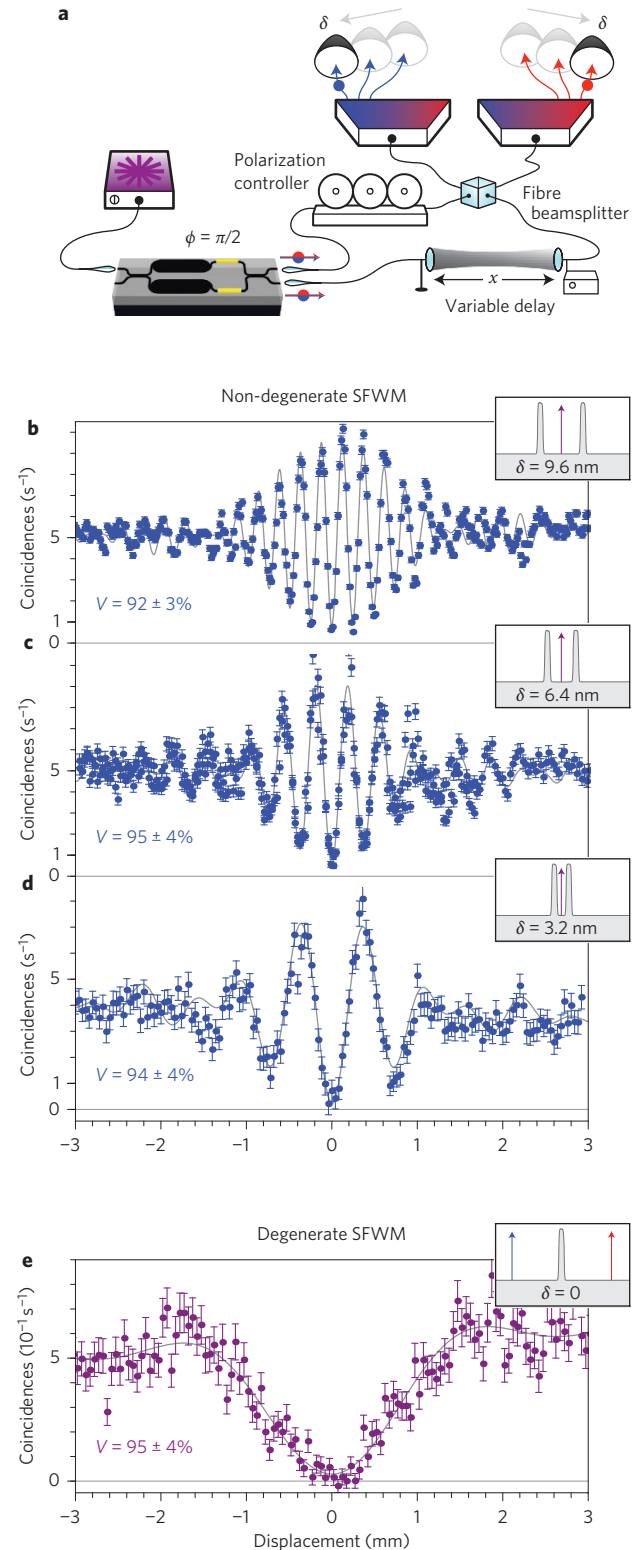 a
δ
δ
Polarization
controller
Fibre
beamsplitter
ϕ = π/2
x
Variable delay
Non-degenerate SFWM
b
δ = 9.6 nm
Coincidences (s⁻¹)
5
1
0
V = 92 ± 3%
c
δ = 6.4 nm
Coincidences (s⁻¹)
5
1
0
V = 95 ± 4%
d
δ = 3.2 nm
Coincidences (s⁻¹)
5
1
0
V = 94 ± 4%
−3 −2 −1 0 1 2 3
Degenerate SFWM
e
δ = 0
Coincidences (10⁻¹ s⁻¹)
5
0
V = 95 ± 4%
−3 −2 −1 0 1 2 3
Displacement (mm)